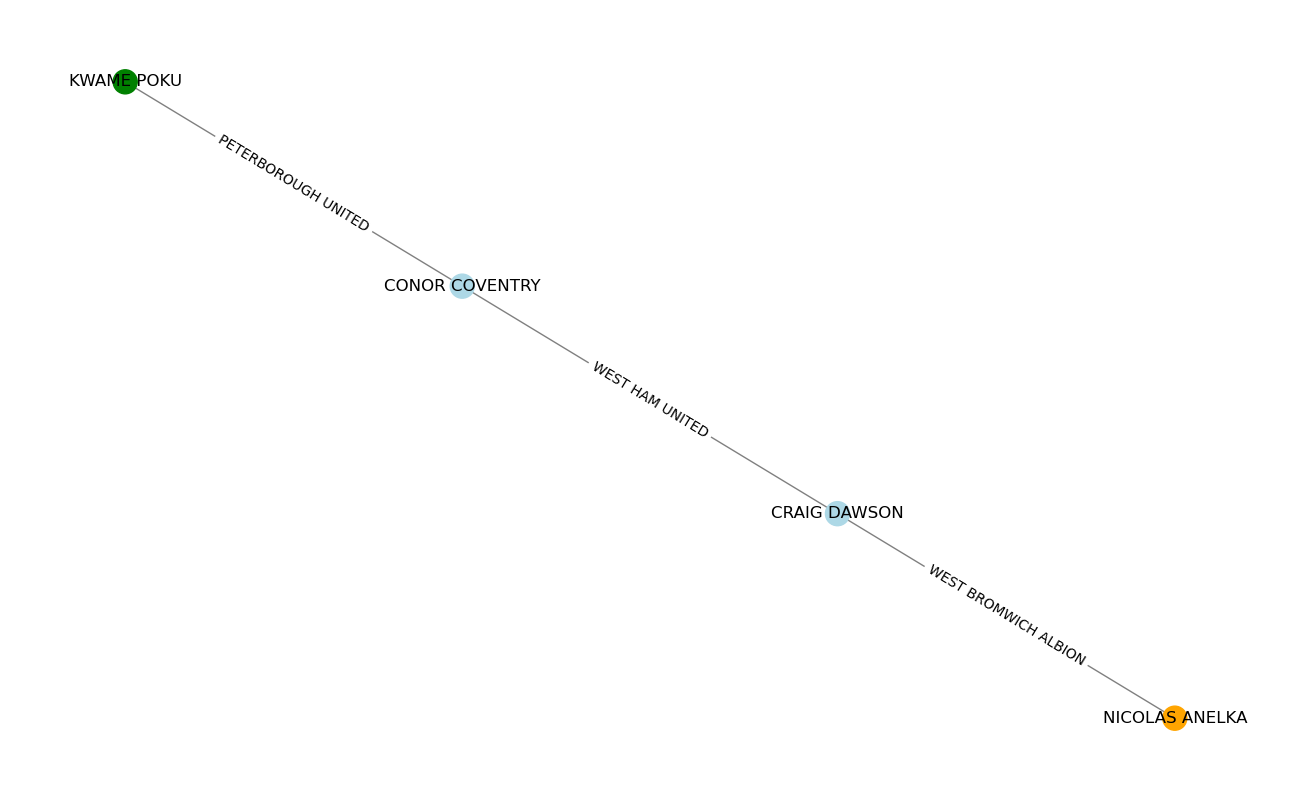 KWAME POKU
PETERBOROUGH UNITED
CONOR COVENTRY
WEST HAM UNITED
CRAIG DAWSON
WEST BROMWICH ALBION
NICOLAS ANELKA